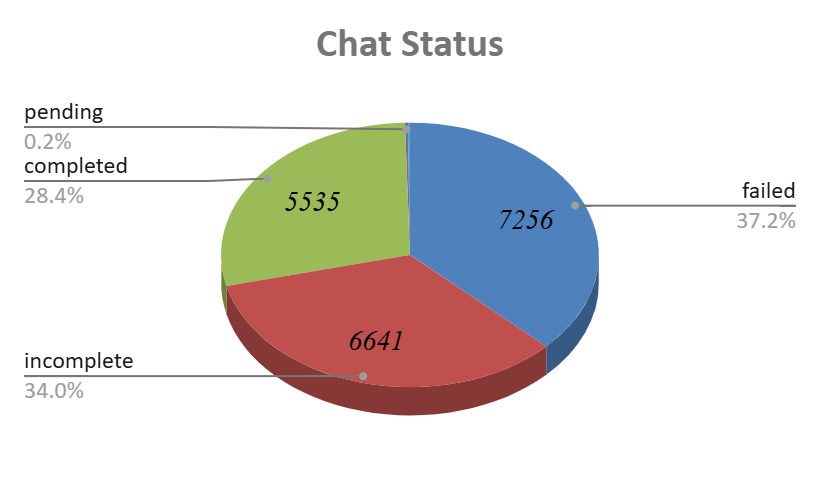 Chat Status
pending
0.2%
completed
28.4%
5535
7256
failed
37.2%
6641
incomplete
34.0%